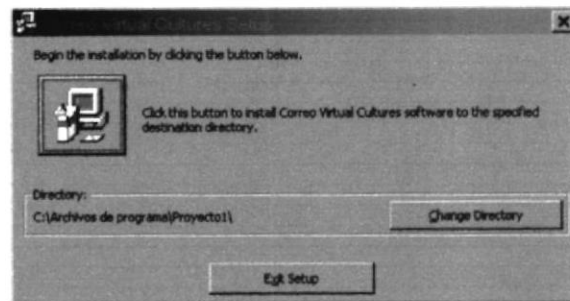 Correo Virtual Cultures Setup
Begin the installation by clicking the button below.
Click this button to install Correo Virtual Cultures software to the specified
destination directory.
Directory:
C:\Archivos de programa\Proyecto1\
Change Directory
Exit Setup